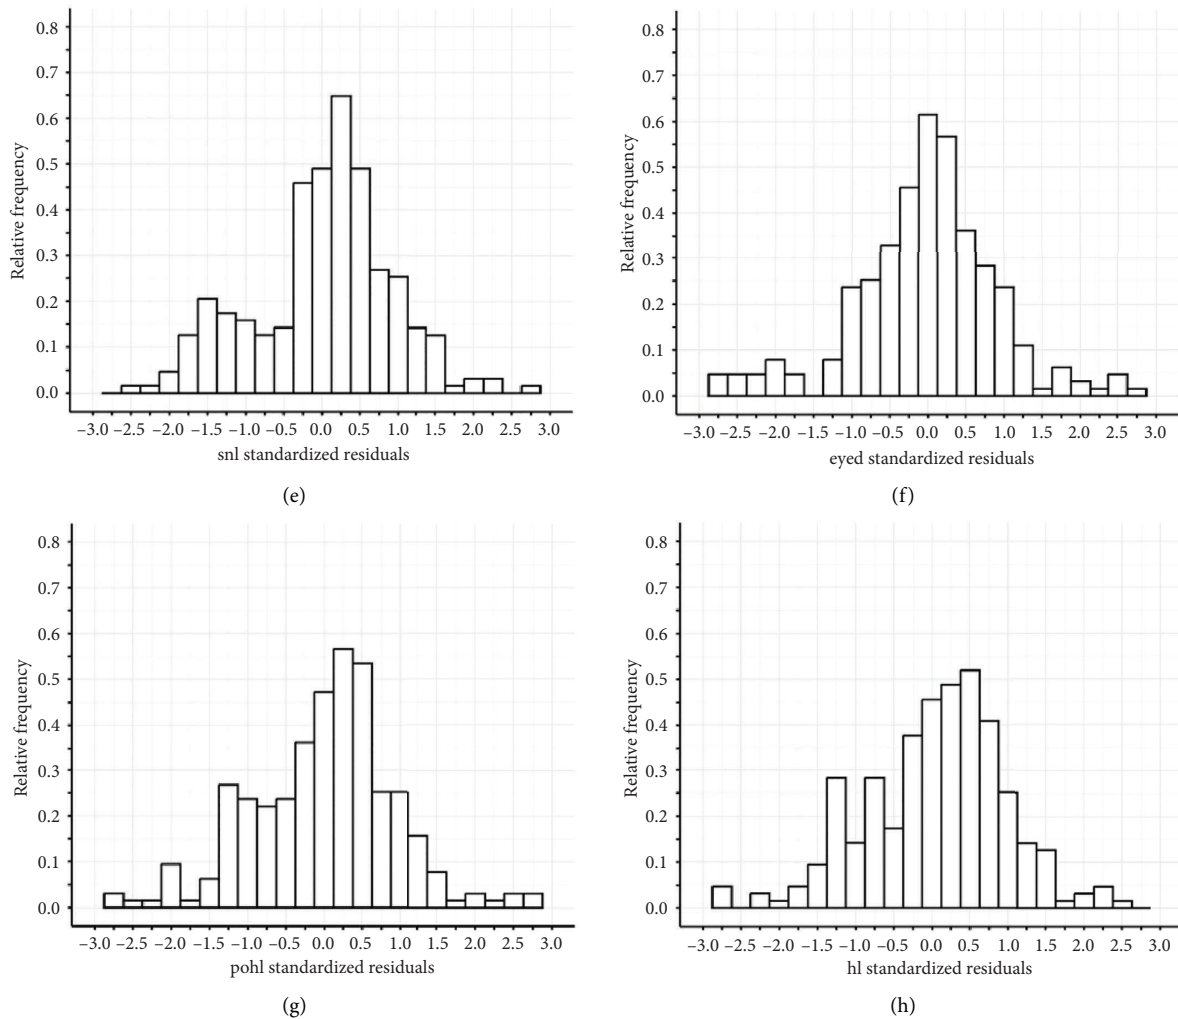 0.8
0.7
0.6
0.5
0.4
0.3
0.2
0.1
0.0
Relative frequency
−3.0 −2.5 −2.0 −1.5 −1.0 −0.5 0.0 0.5 1.0 1.5 2.0 2.5 3.0
snl standardized residuals
(e)
0.8
0.7
0.6
0.5
0.4
0.3
0.2
0.1
0.0
Relative frequency
−3.0 −2.5 −2.0 −1.5 −1.0 −0.5 0.0 0.5 1.0 1.5 2.0 2.5 3.0
eyed standardized residuals
(f)
0.8
0.7
0.6
0.5
0.4
0.3
0.2
0.1
0.0
Relative frequency
−3.0 −2.5 −2.0 −1.5 −1.0 −0.5 0.0 0.5 1.0 1.5 2.0 2.5 3.0
pohl standardized residuals
(g)
0.8
0.7
0.6
0.5
0.4
0.3
0.2
0.1
0.0
Relative frequency
−3.0 −2.5 −2.0 −1.5 −1.0 −0.5 0.0 0.5 1.0 1.5 2.0 2.5 3.0
hl standardized residuals
(h)